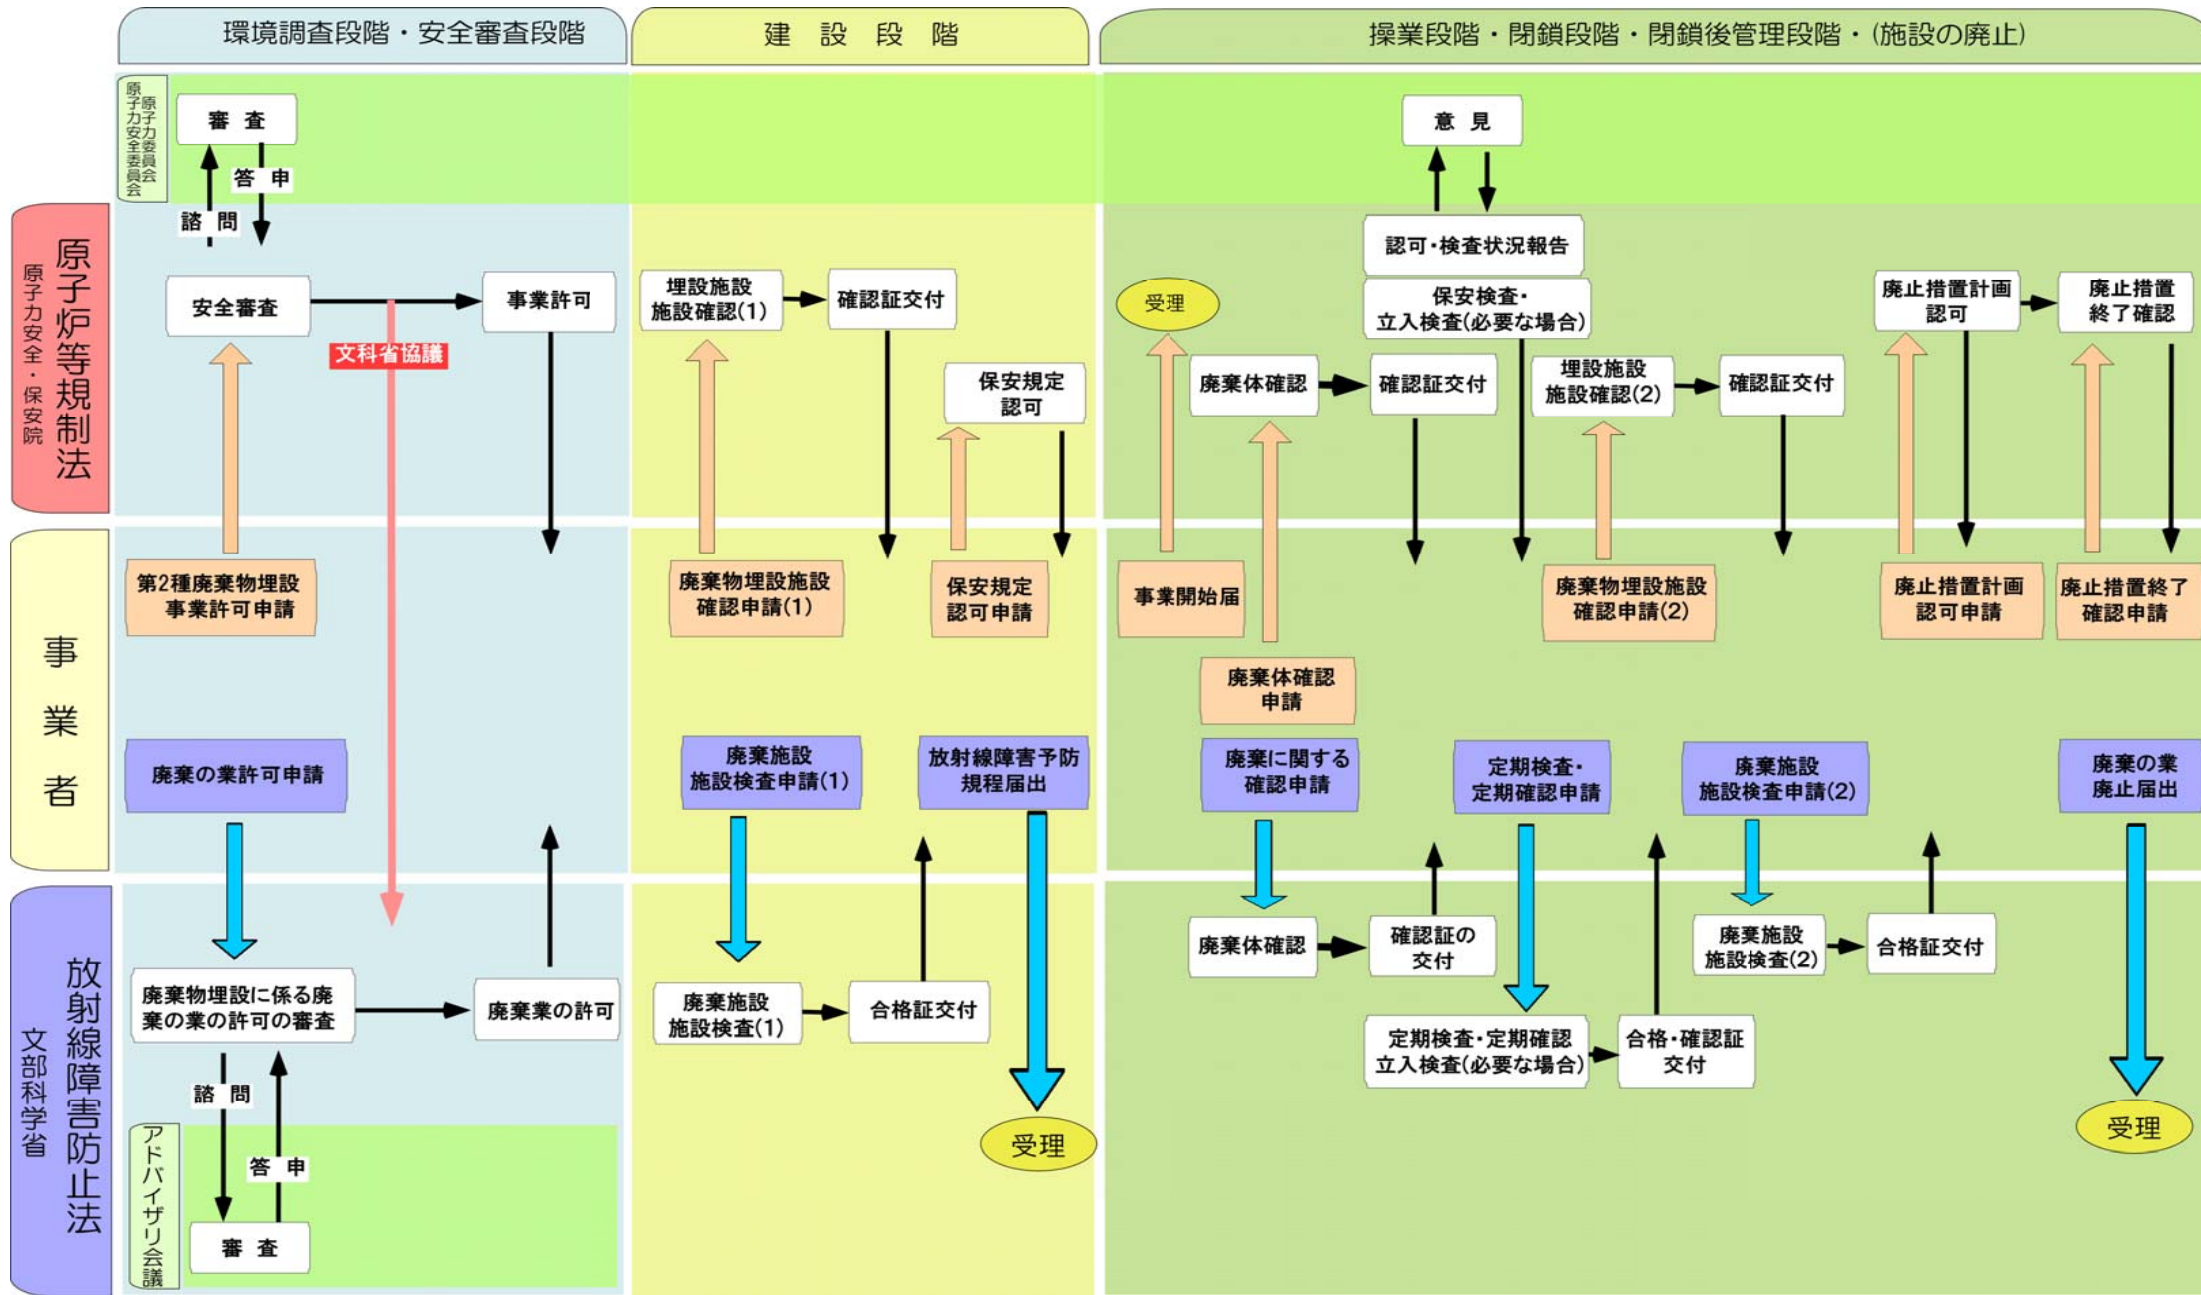 環境調査段階・安全審査段階
建 設 段 階
操業段階・閉鎖段階・閉鎖後管理段階・(施設の廃止)
原子力委員会
原子力安全委員会
審 査
答 申
諮 問
意 見
原子炉等規制法
原子力安全・保安院
安全審査
事業許可
文科省協議
埋設施設
施設確認(1)
確認証交付
保安規定
認可
受理
認可・検査状況報告
保安検査・
立入検査(必要な場合)
廃棄体確認
確認証交付
埋設施設
施設確認(2)
確認証交付
廃止措置計画
認可
廃止措置
終了確認
事業者
第2種廃棄物埋設
事業許可申請
廃棄物埋設施設
確認申請(1)
保安規定
認可申請
事業開始届
廃棄体確認
申請
廃棄物埋設施設
確認申請(2)
廃止措置計画
認可申請
廃止措置終了
確認申請
廃棄の業許可申請
廃棄施設
施設検査申請(1)
放射線障害予防
規程届出
廃棄に関する
確認申請
定期検査・
定期確認申請
廃棄施設
施設検査申請(2)
廃棄の業
廃止届出
放射線障害防止法
文部科学省
廃棄物埋設に係る廃
棄の業の許可の審査
廃棄業の許可
諮 問
答 申
アドバイザリ会議
審 査
廃棄施設
施設検査(1)
合格証交付
受理
廃棄体確認
確認証の
交付
定期検査・定期確認
立入検査(必要な場合)
合格・確認証
交付
廃棄施設
施設検査(2)
合格証交付
受理